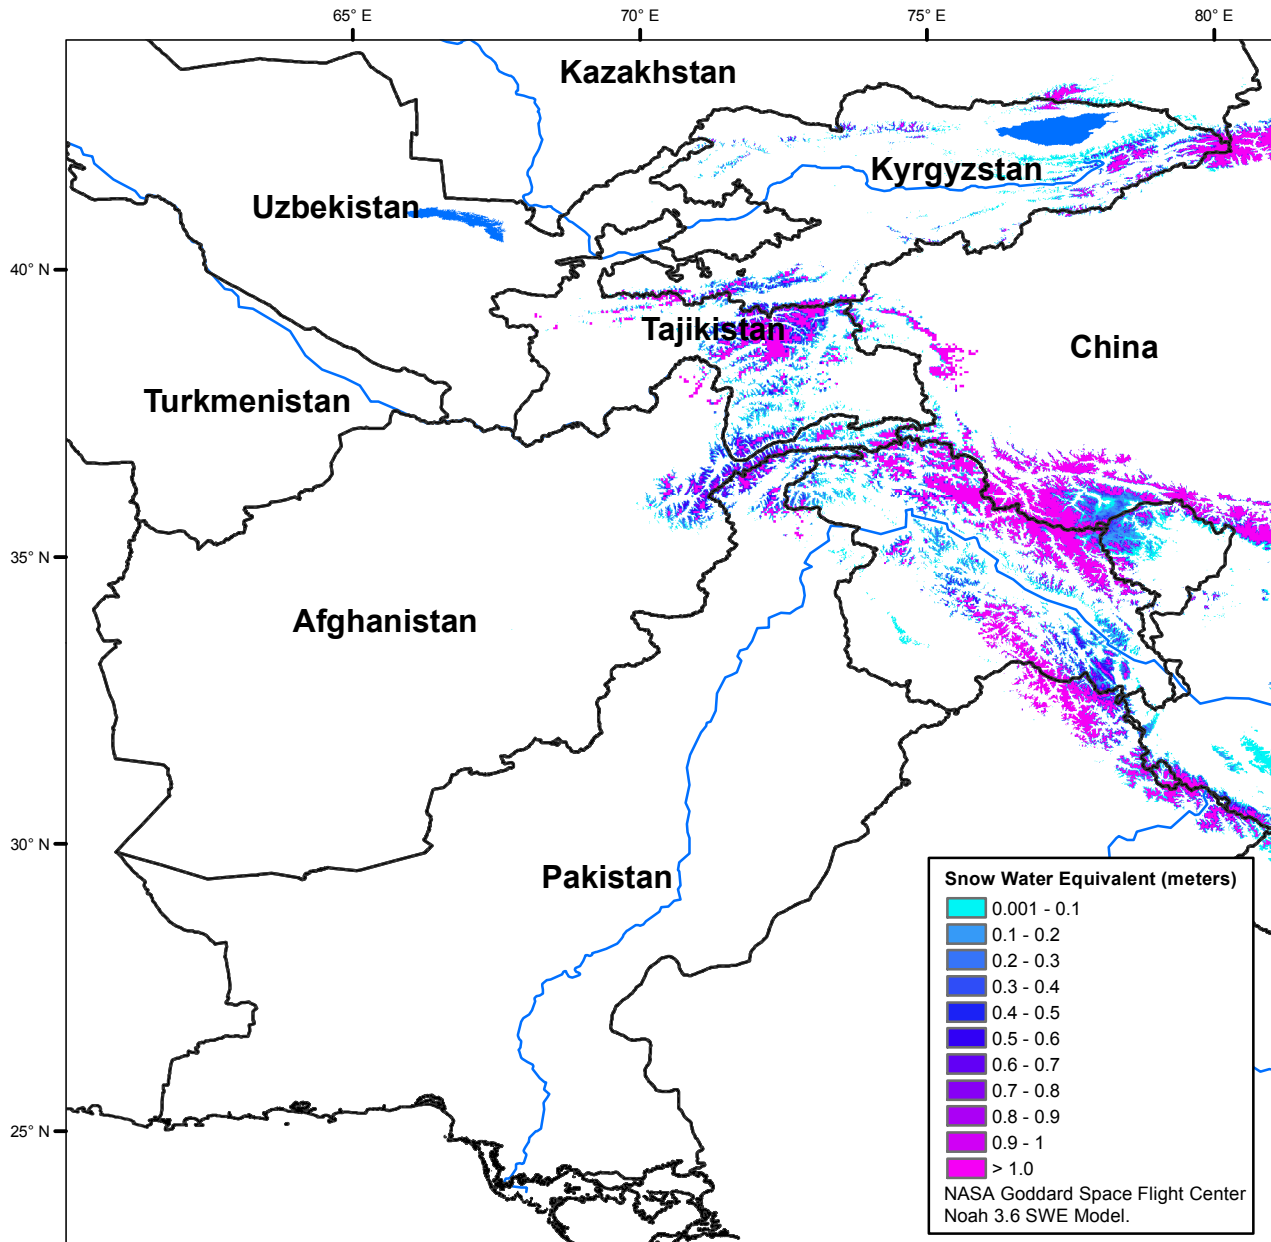 65° E
70° E
75° E
80° E
Kazakhstan
Kyrgyzstan
Uzbekistan
40° N
Tajikistan
China
Turkmenistan
35° N
Afghanistan
30° N
Pakistan
25° N
Snow Water Equivalent (meters)
0.001 - 0.1
0.1 - 0.2
0.2 - 0.3
0.3 - 0.4
0.4 - 0.5
0.5 - 0.6
0.6 - 0.7
0.7 - 0.8
0.8 - 0.9
0.9 - 1
> 1.0
NASA Goddard Space Flight Center
Noah 3.6 SWE Model.